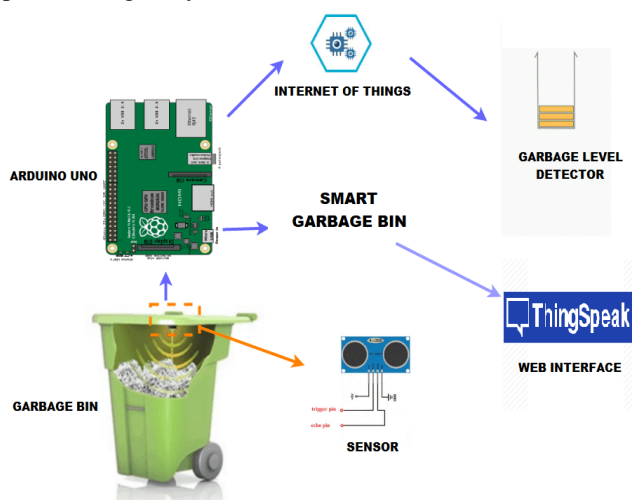 INTERNET OF THINGS
ARDUINO UNO
GARBAGE LEVEL
DETECTOR
SMART
GARBAGE BIN
ThingSpeak
WEB INTERFACE
GARBAGE BIN
trigger pin
echo pin
SENSOR